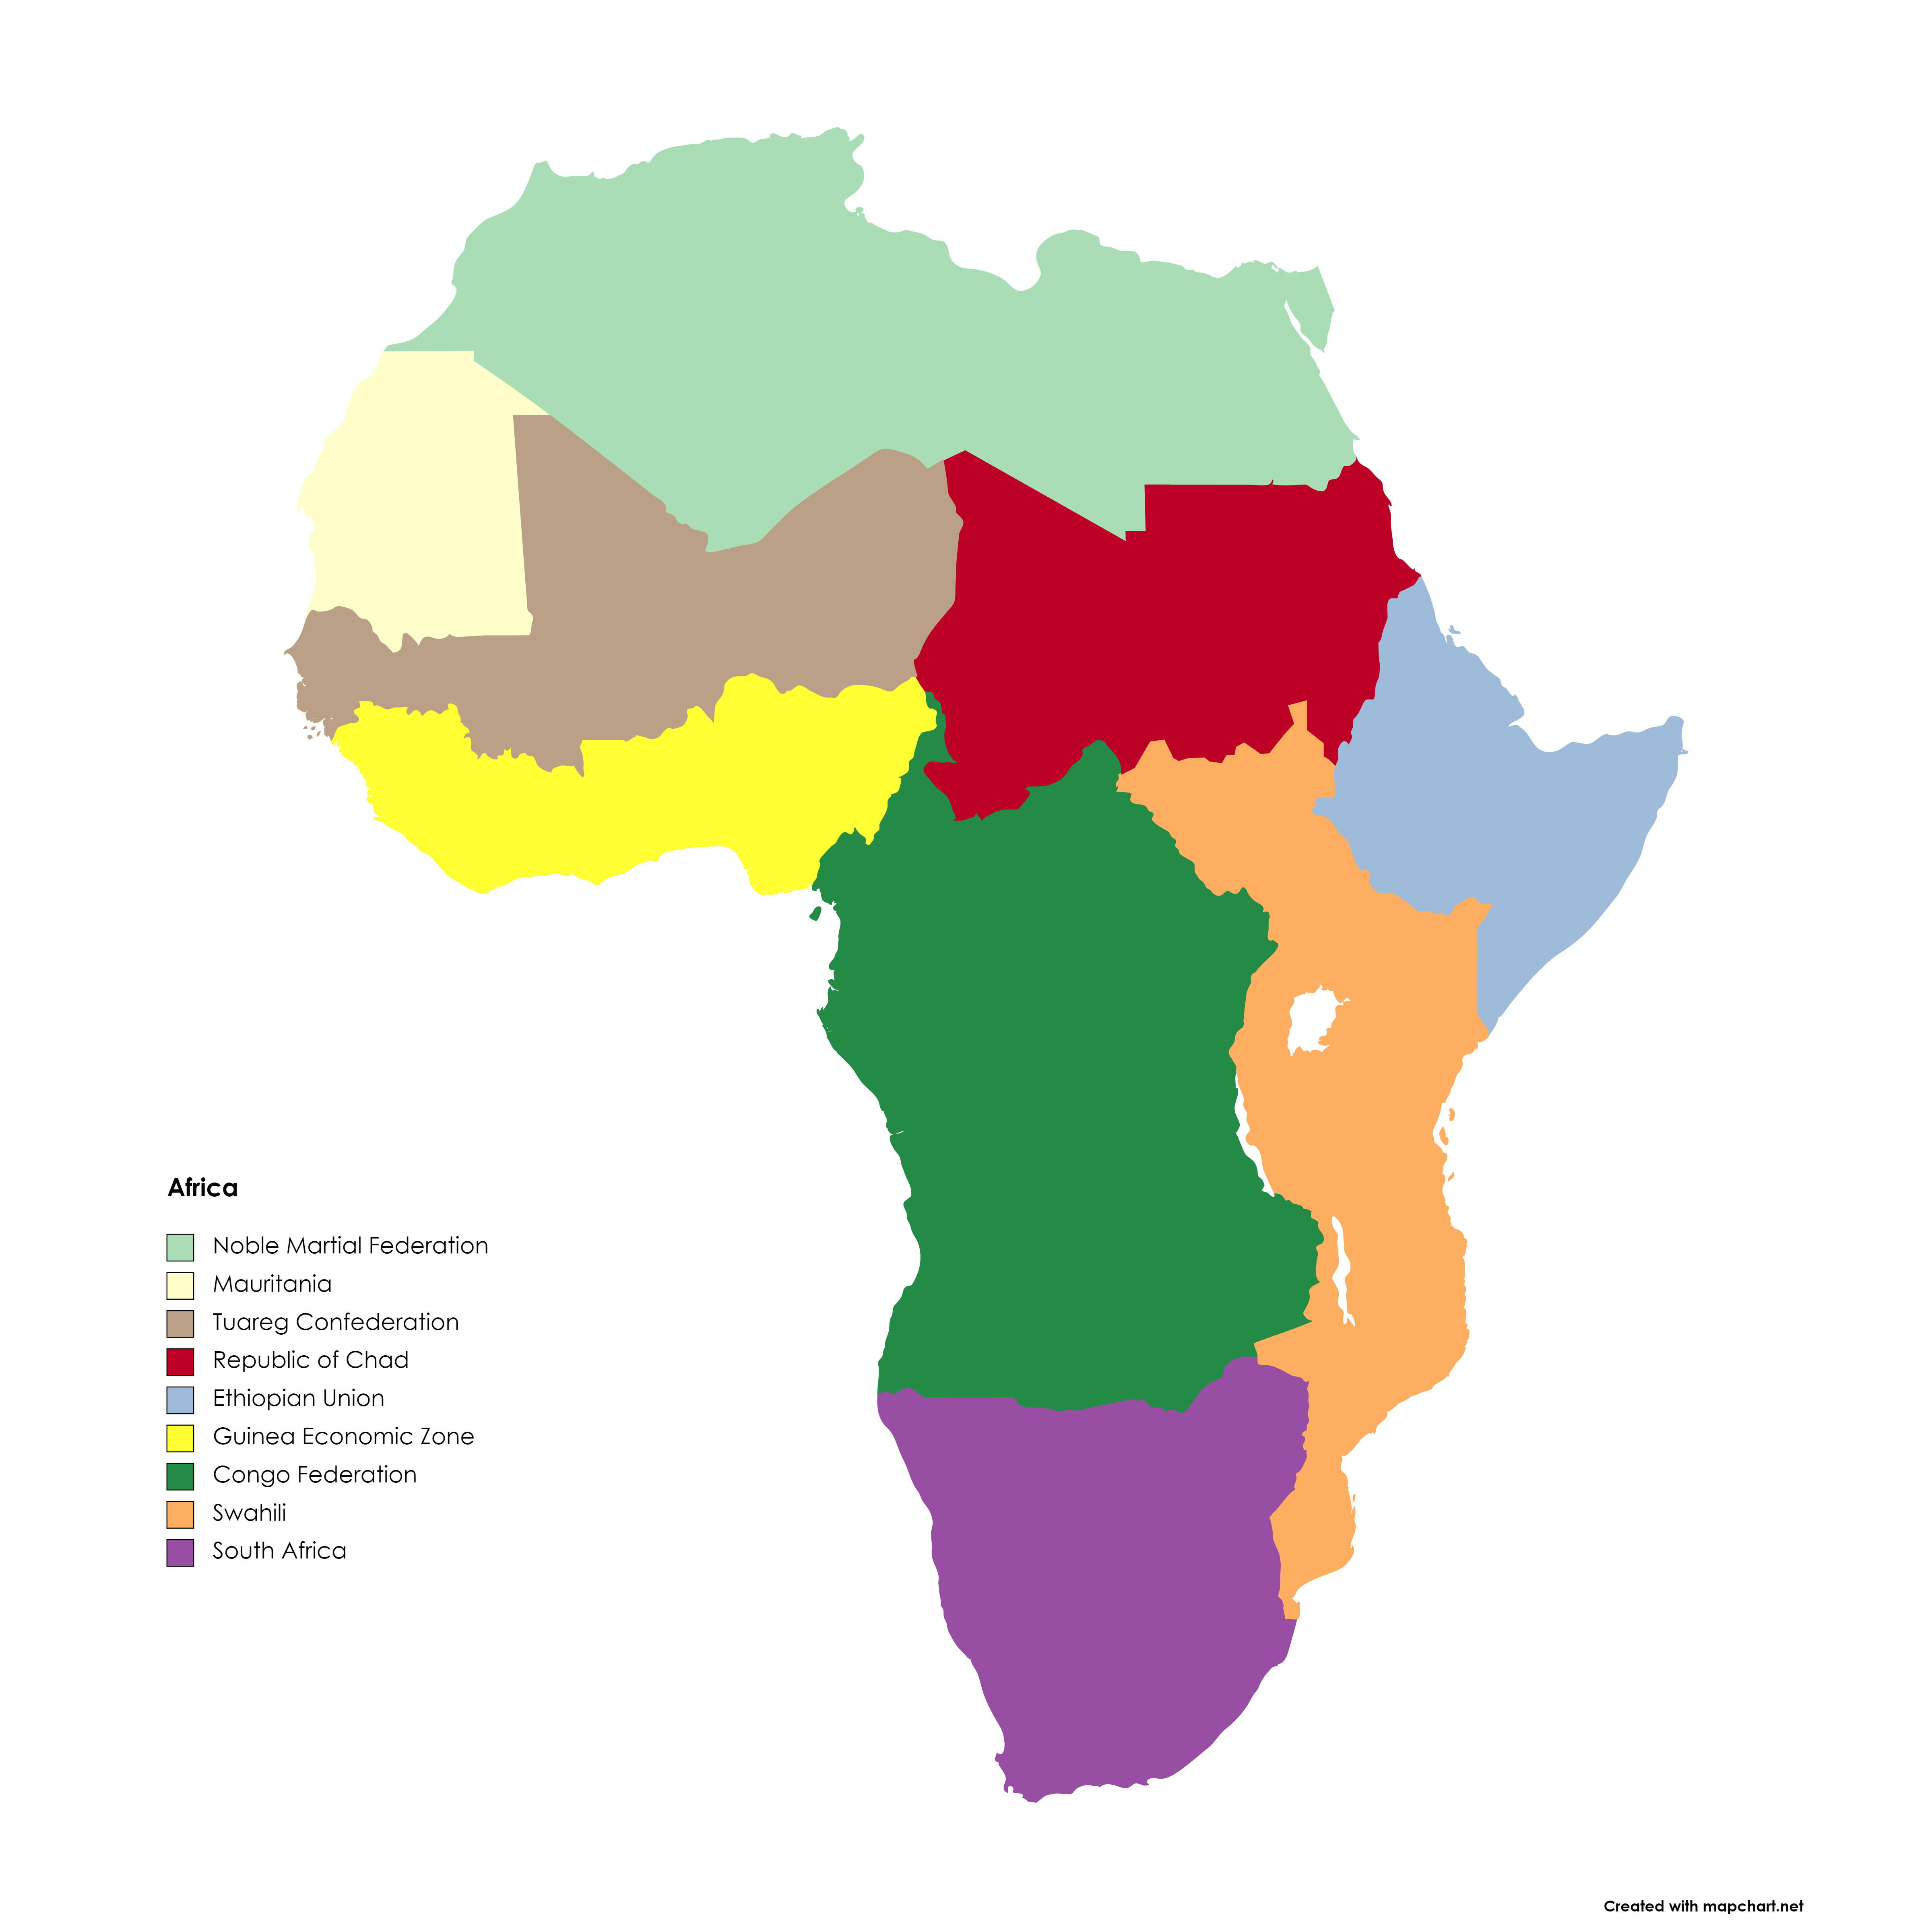 Africa
Noble Martial Federation
Mauritania
Tuareg Confederation
Republic of Chad
Ethiopian Union
Guinea Economic Zone
Congo Federation
Swahili
South Africa
Created with mapchart.net